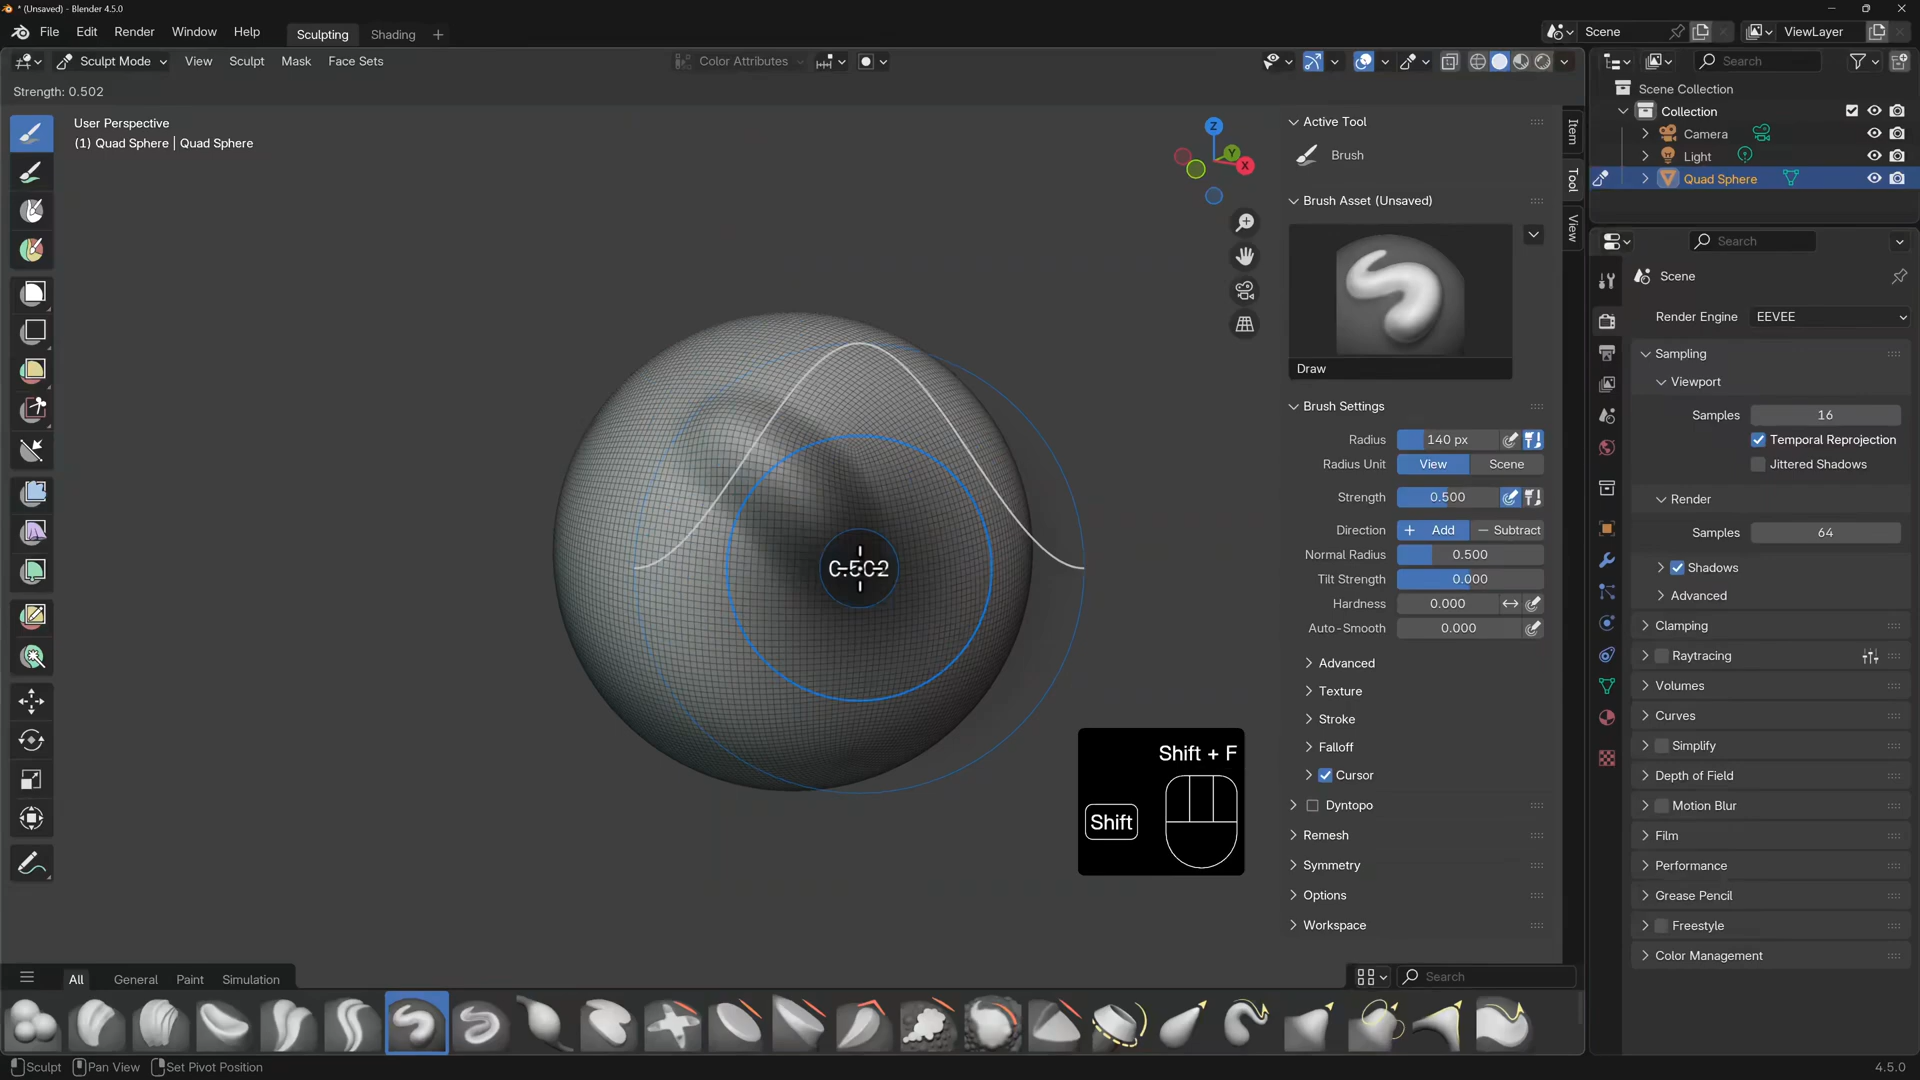 * (Unsaved) - Blender 4.5.0
File Edit Render Window Help Sculpting Shading + Scene ViewLayer
Sculpt Mode View Sculpt Mask Face Sets Color Attributes Search
Strength: 0.502
User Perspective
(1) Quad Sphere | Quad Sphere
Z
Y
X
0.502
Shift + F
Shift
Active Tool
Brush
Brush Asset (Unsaved)
Draw
Brush Settings
Radius 140 px
Radius Unit View Scene
Strength 0.500
Direction + Add — Subtract
Normal Radius 0.500
Tilt Strength 0.000
Hardness 0.000
Auto-Smooth 0.000
Advanced
Texture
Stroke
Falloff
Cursor
Dyntopo
Remesh
Symmetry
Options
Workspace
Item
Tool
View
Scene Collection
Collection
Camera
Light
Quad Sphere
Search
Scene
Render Engine EEVEE
Sampling
Viewport
Samples 16
Temporal Reprojection
Jittered Shadows
Render
Samples 64
Shadows
Advanced
Clamping
Raytracing
Volumes
Curves
Simplify
Depth of Field
Motion Blur
Film
Performance
Grease Pencil
Freestyle
Color Management
All General Paint Simulation Search
Sculpt Pan View Set Pivot Position 4.5.0